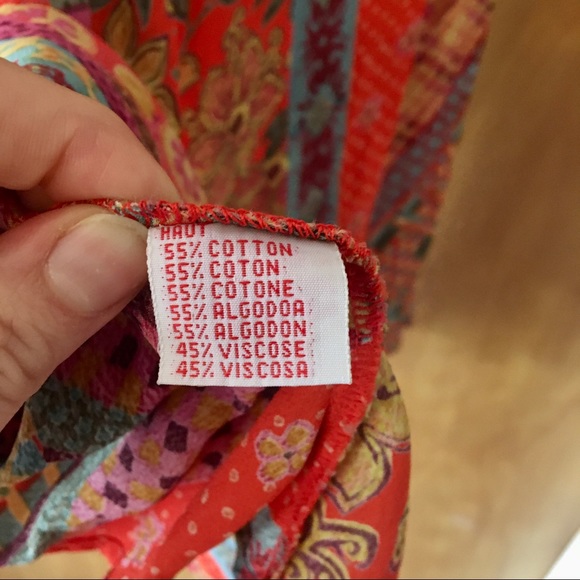 HAUT
55% COTTON
55% COTON
55% COTONE
55% ALGODOA
55% ALGODON
45% VISCOSE
45% VISCOSA